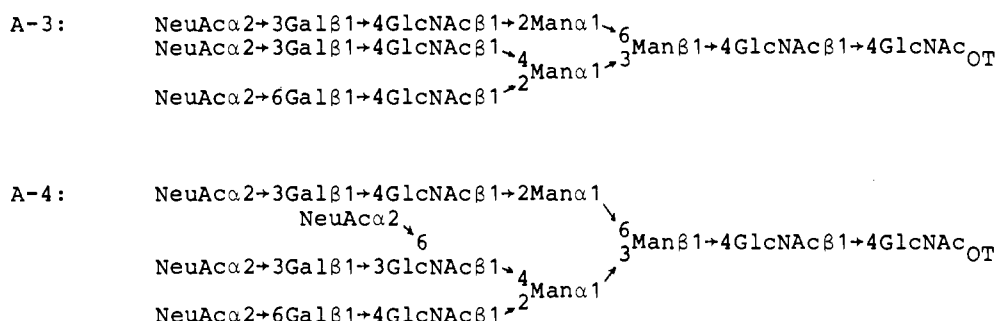 A-3: NeuAcα2→3Galβ1→4GlcNAcβ1→2Manα1↘
6
NeuAcα2→3Galβ1→4GlcNAcβ1↘ Manβ1→4GlcNAcβ1→4GlcNAcOT
4 Manα1↗3
2
NeuAcα2→6Galβ1→4GlcNAcβ1↗
A-4: NeuAcα2→3Galβ1→4GlcNAcβ1→2Manα1↘
NeuAcα2↘
6 6
Manβ1→4GlcNAcβ1→4GlcNAcOT
3
NeuAcα2→3Galβ1→3GlcNAcβ1↘
4 Manα1↗
2
NeuAcα2→6Galβ1→4GlcNAcβ1↗